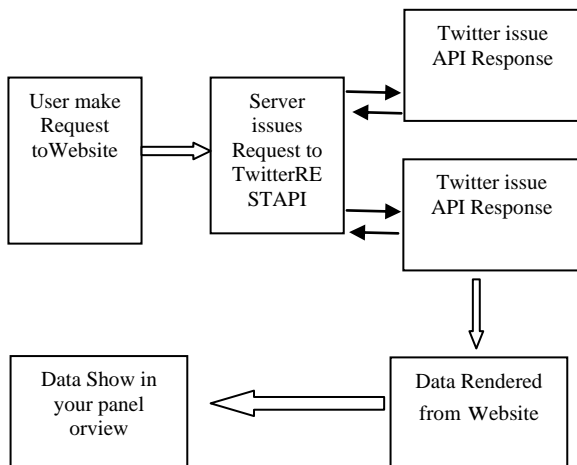 User make
Request
toWebsite
Server
issues
Request to
TwitterRE
STAPI
Twitter issue
API Response
Twitter issue
API Response
Data Rendered
from Website
Data Show in
your panel
orview